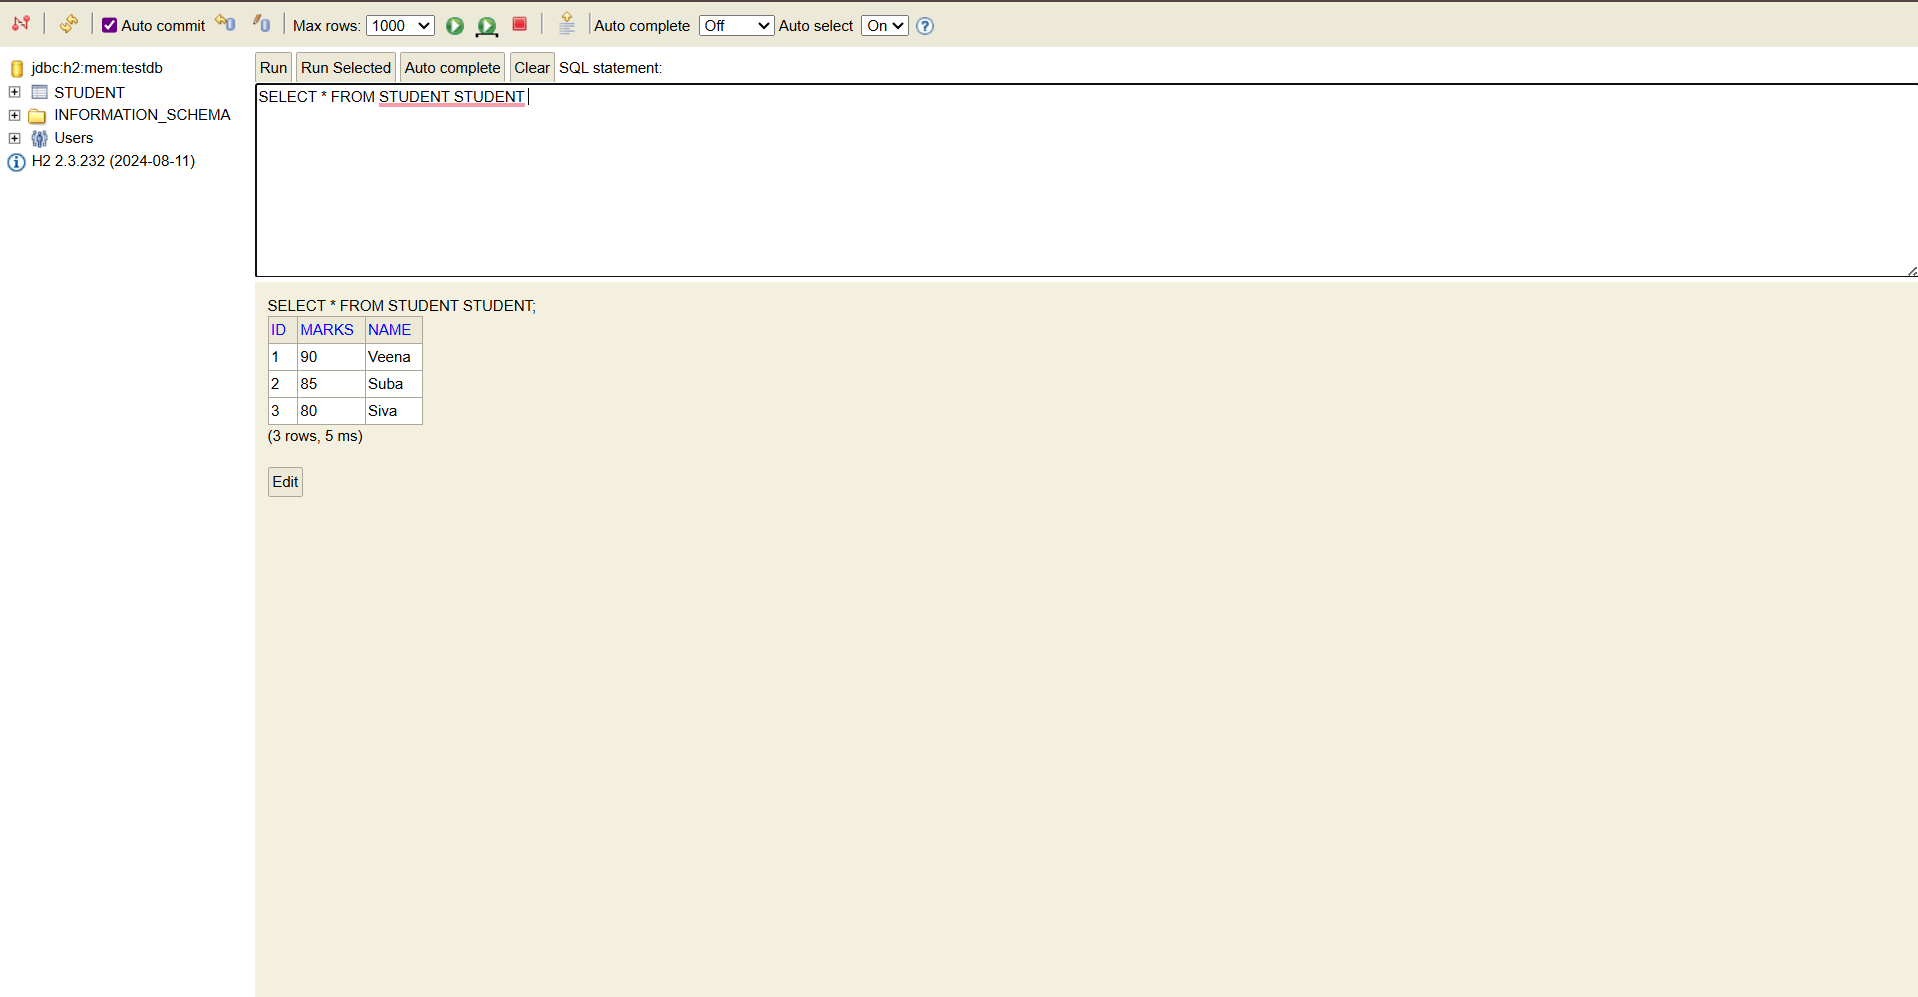 Auto commit Max rows: 1000 Auto complete Off Auto select On ?
jdbc:h2:mem:testdb
STUDENT
INFORMATION_SCHEMA
Users
H2 2.3.232 (2024-08-11)
Run Run Selected Auto complete Clear SQL statement:
SELECT * FROM STUDENT STUDENT
SELECT * FROM STUDENT STUDENT;
ID MARKS NAME
1 90 Veena
2 85 Suba
3 80 Siva
(3 rows, 5 ms)
Edit